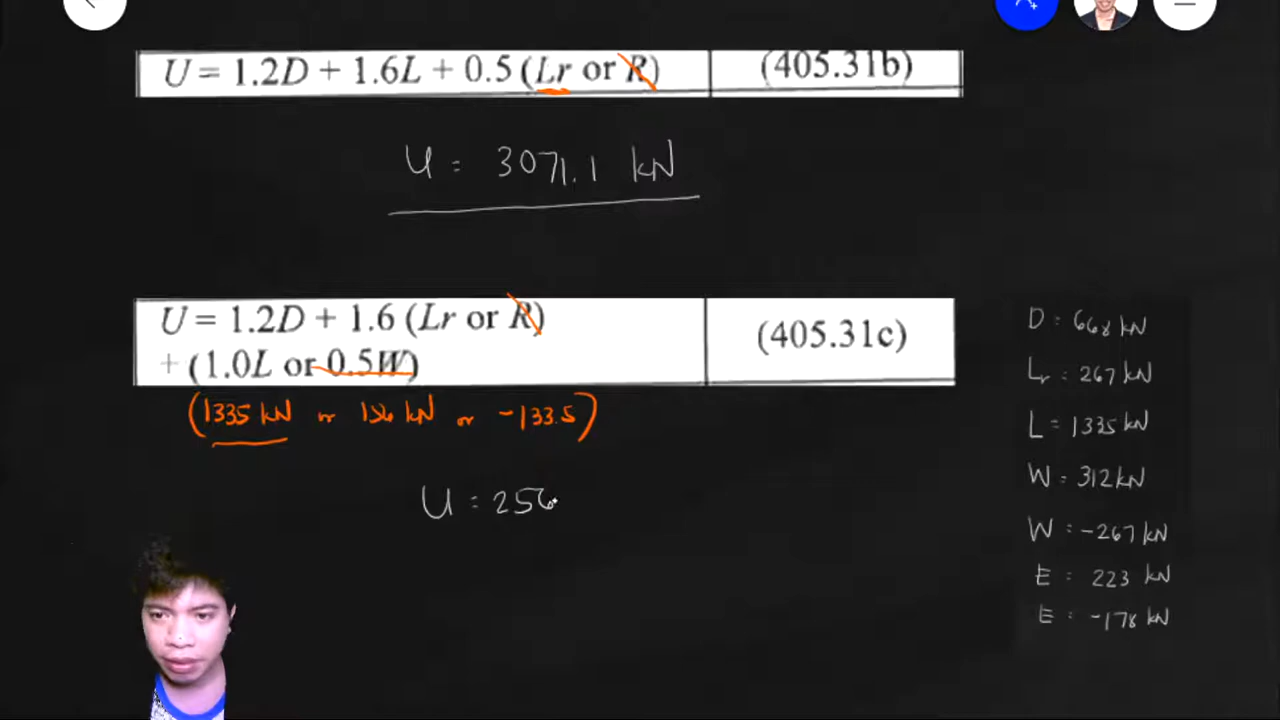 U = 1.2D + 1.6L + 0.5 (Lr or R) (405.31b)
U = 3071.1 kN
U = 1.2D + 1.6 (Lr or R)
+ (1.0L or 0.5W) (405.31c)
(1335 kN or 156 kN or -133.5)
U = 256
D = 668 kN
Lr = 267 kN
L = 1335 kN
W = 312 kN
W = -267 kN
E = 223 kN
E = -178 kN